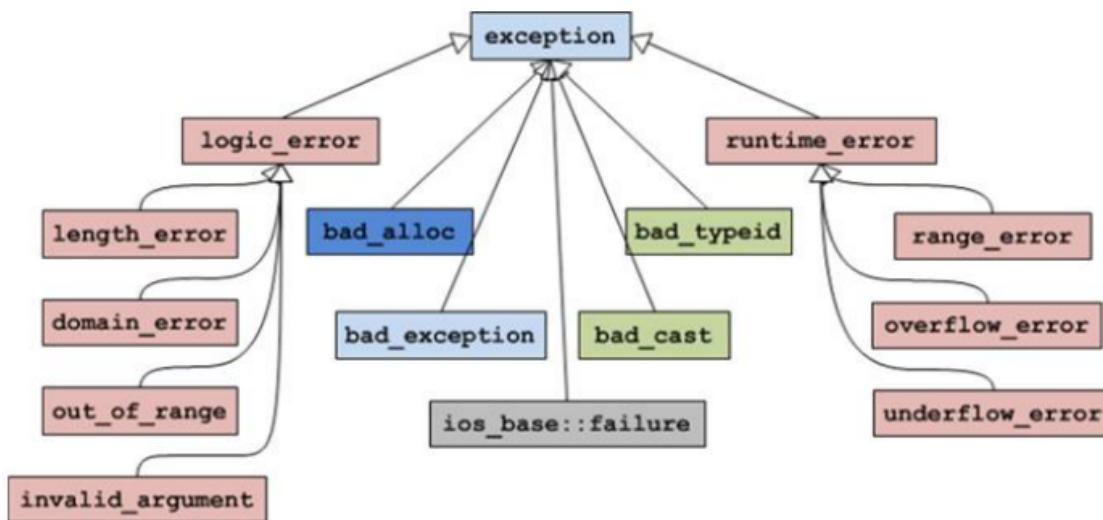 exception
logic_error
runtime_error
length_error
bad_alloc
bad_typeid
range_error
domain_error
bad_exception
bad_cast
overflow_error
out_of_range
ios_base::failure
underflow_error
invalid_argument